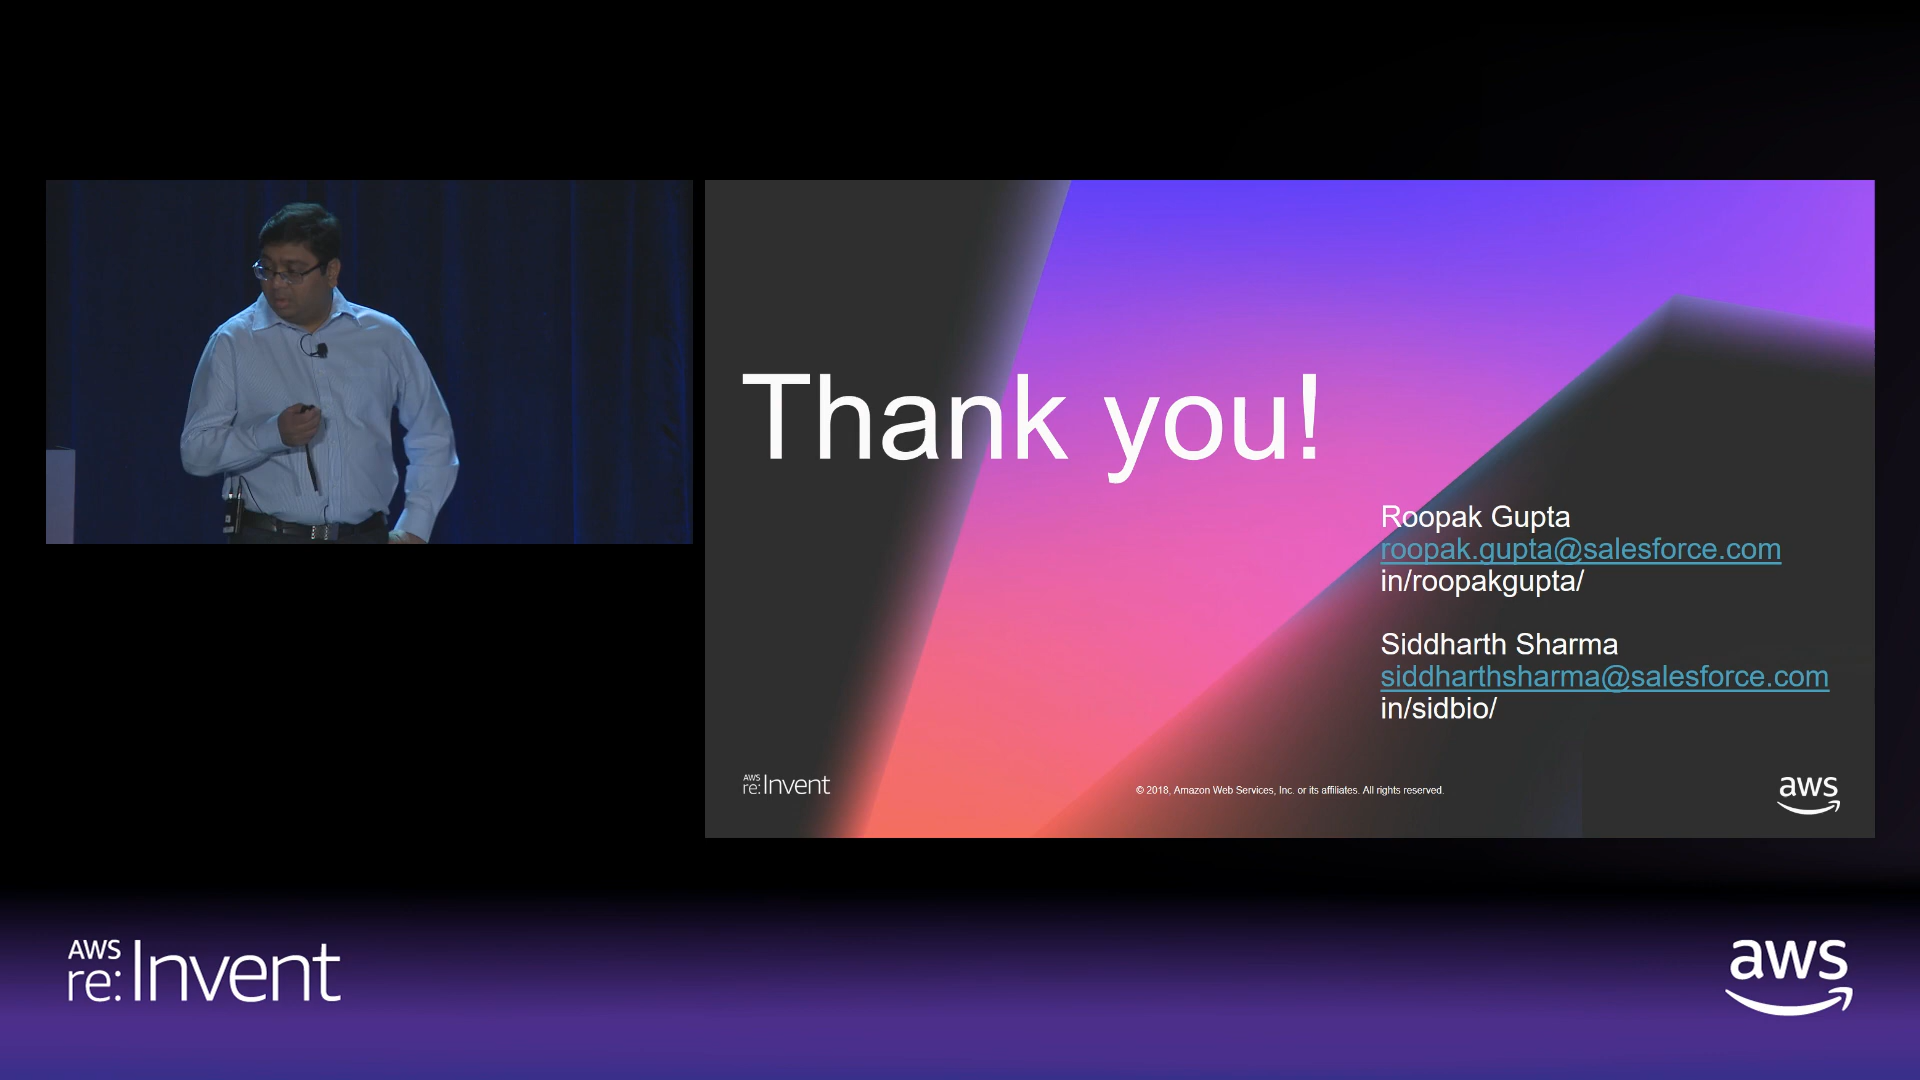 Thank you!
Roopak Gupta
roopak.gupta@salesforce.com
in/roopakgupta/
Siddharth Sharma
siddharthsharma@salesforce.com
in/sidbio/
AWS
re:Invent
© 2018, Amazon Web Services, Inc. or its affiliates. All rights reserved.
aws
AWS
re:Invent
aws